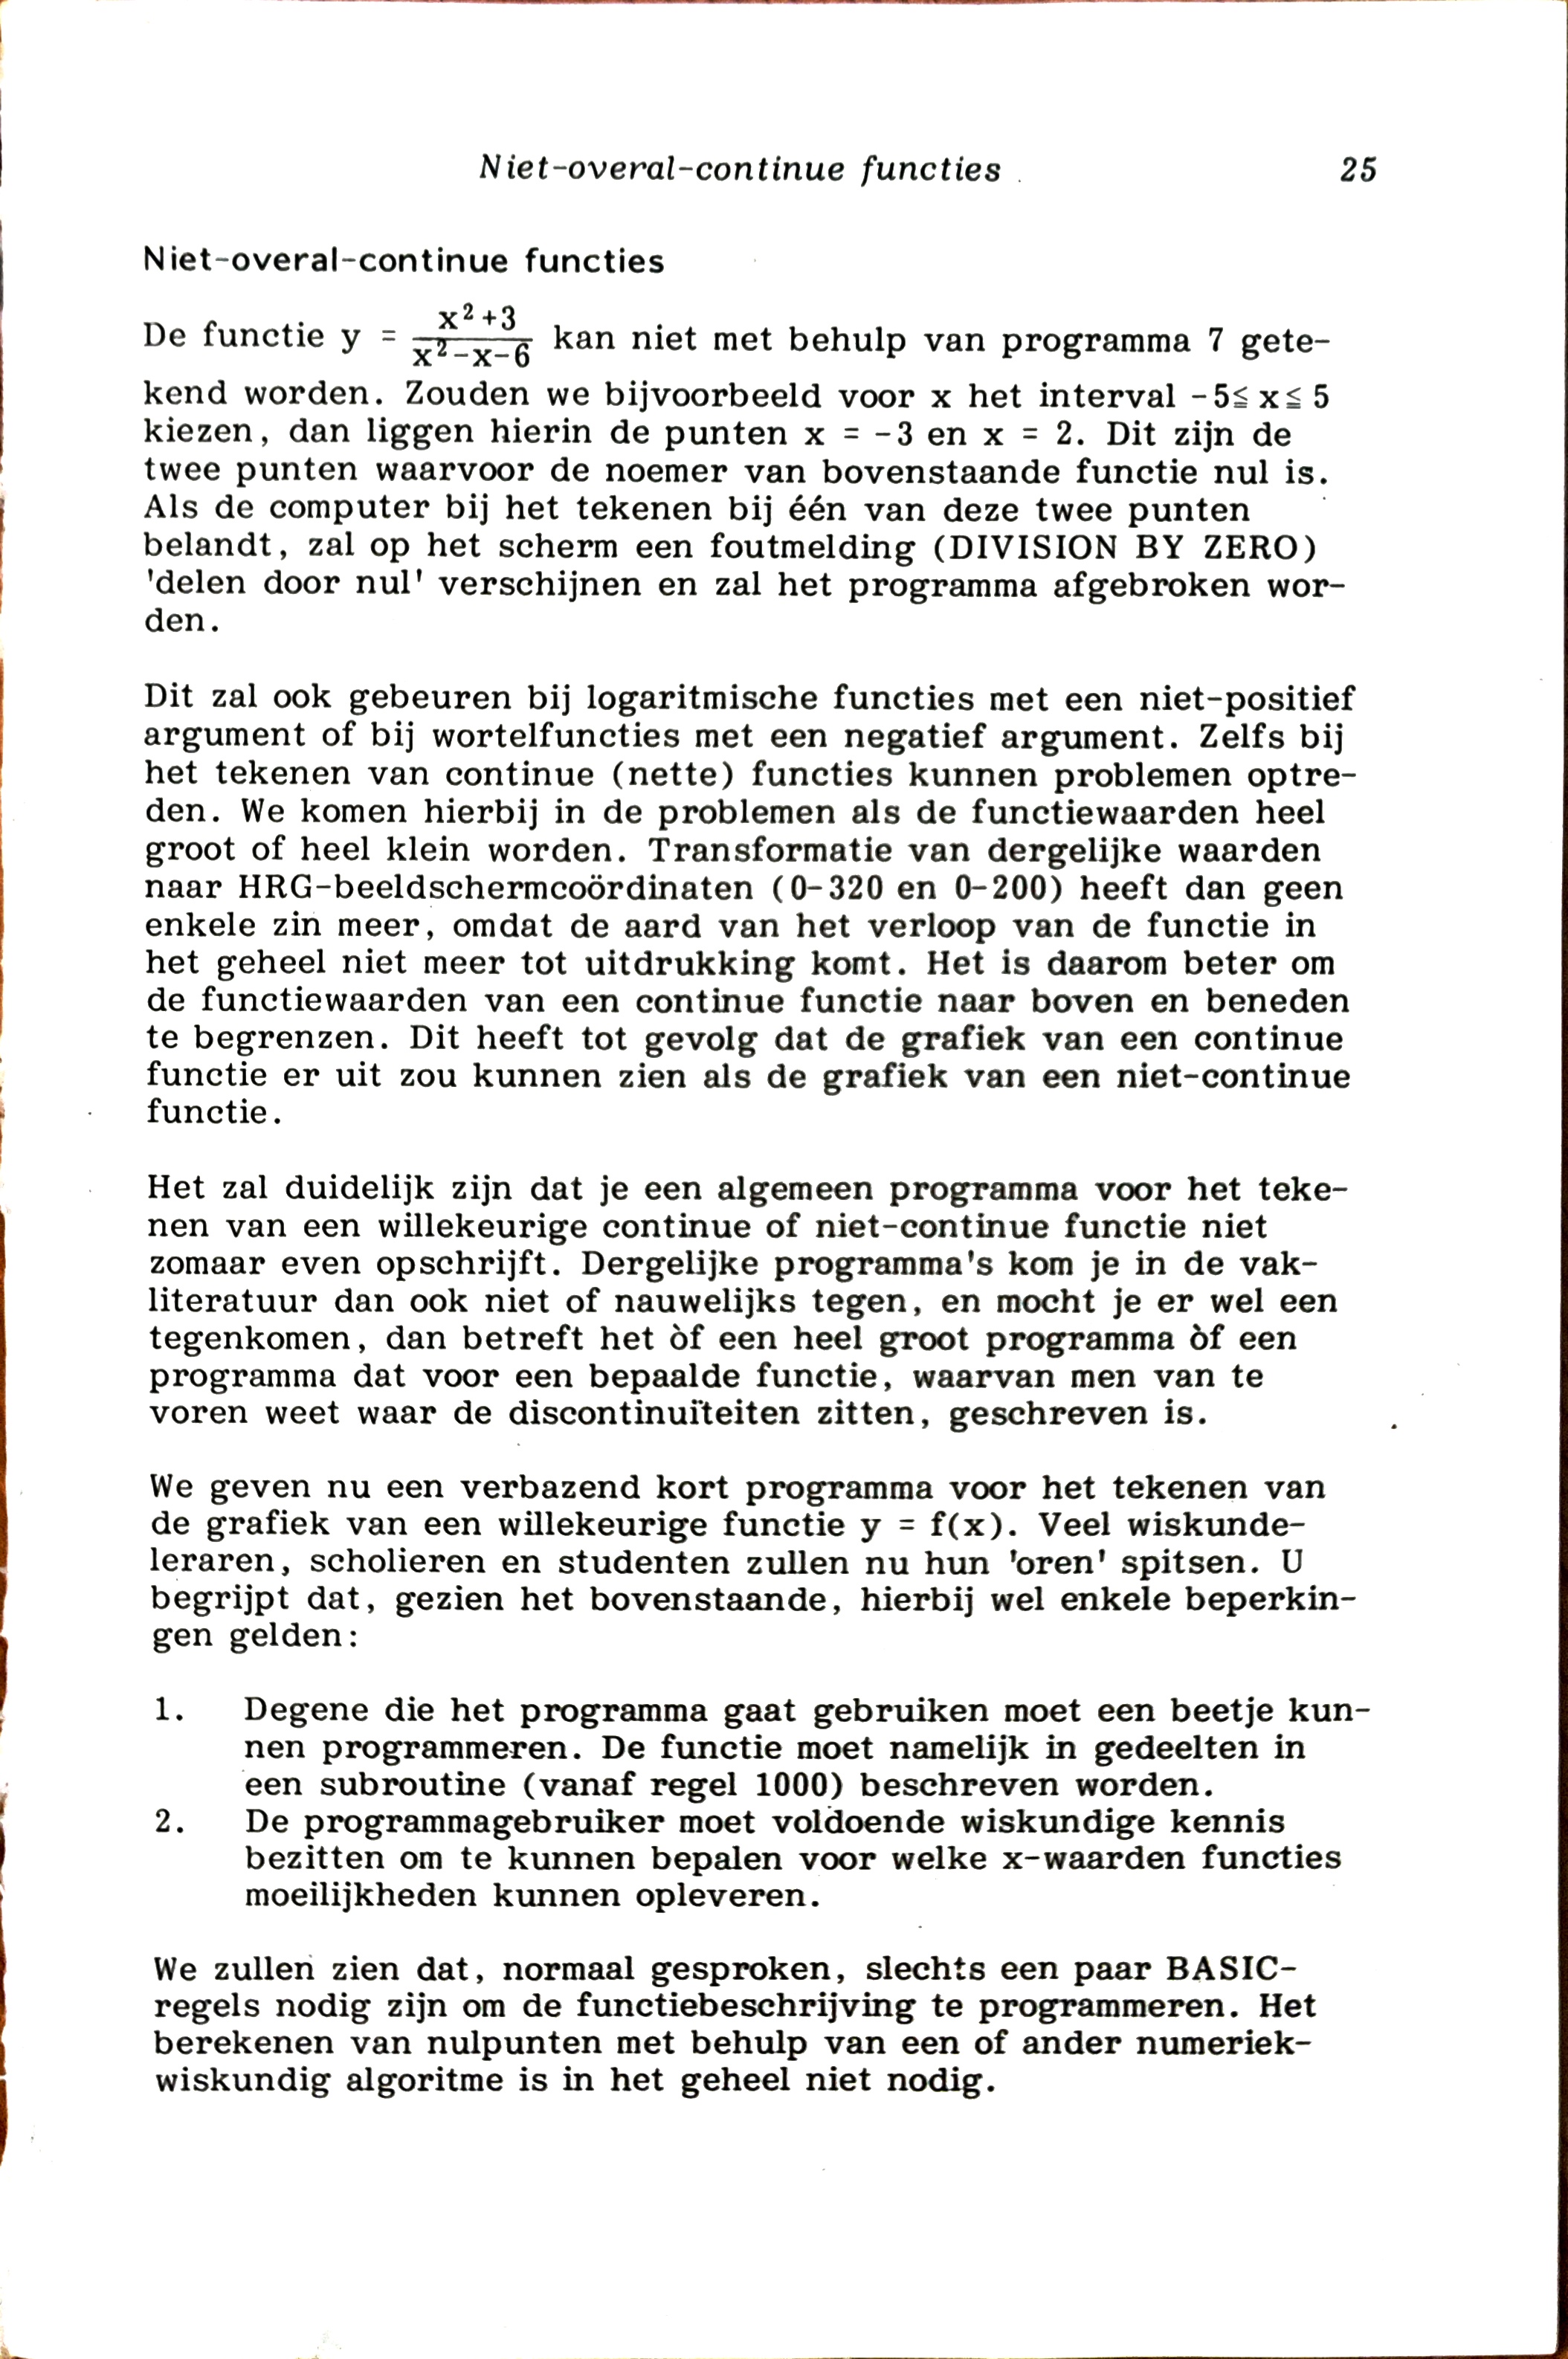 Niet-overal-continue functies 25
Niet-overal-continue functies
De functie y = x²+3 / x²-x-6 kan niet met behulp van programma 7 gete-
kend worden. Zouden we bijvoorbeeld voor x het interval -5≦ x≦ 5
kiezen, dan liggen hierin de punten x = -3 en x = 2. Dit zijn de
twee punten waarvoor de noemer van bovenstaande functie nul is.
Als de computer bij het tekenen bij één van deze twee punten
belandt, zal op het scherm een foutmelding (DIVISION BY ZERO)
'delen door nul' verschijnen en zal het programma afgebroken wor-
den.
Dit zal ook gebeuren bij logaritmische functies met een niet-positief
argument of bij wortelfuncties met een negatief argument. Zelfs bij
het tekenen van continue (nette) functies kunnen problemen optre-
den. We komen hierbij in de problemen als de functiewaarden heel
groot of heel klein worden. Transformatie van dergelijke waarden
naar HRG-beeldschermcoördinaten (0-320 en 0-200) heeft dan geen
enkele zin meer, omdat de aard van het verloop van de functie in
het geheel niet meer tot uitdrukking komt. Het is daarom beter om
de functiewaarden van een continue functie naar boven en beneden
te begrenzen. Dit heeft tot gevolg dat de grafiek van een continue
functie er uit zou kunnen zien als de grafiek van een niet-continue
functie.
Het zal duidelijk zijn dat je een algemeen programma voor het teke-
nen van een willekeurige continue of niet-continue functie niet
zomaar even opschrijft. Dergelijke programma's kom je in de vak-
literatuur dan ook niet of nauwelijks tegen, en mocht je er wel een
tegenkomen, dan betreft het òf een heel groot programma òf een
programma dat voor een bepaalde functie, waarvan men van te
voren weet waar de discontinuïteiten zitten, geschreven is.
We geven nu een verbazend kort programma voor het tekenen van
de grafiek van een willekeurige functie y = f(x). Veel wiskunde-
leraren, scholieren en studenten zullen nu hun 'oren' spitsen. U
begrijpt dat, gezien het bovenstaande, hierbij wel enkele beperkin-
gen gelden:
1. Degene die het programma gaat gebruiken moet een beetje kun-
nen programmeren. De functie moet namelijk in gedeelten in
een subroutine (vanaf regel 1000) beschreven worden.
2. De programmagebruiker moet voldoende wiskundige kennis
bezitten om te kunnen bepalen voor welke x-waarden functies
moeilijkheden kunnen opleveren.
We zullen zien dat, normaal gesproken, slechts een paar BASIC-
regels nodig zijn om de functiebeschrijving te programmeren. Het
berekenen van nulpunten met behulp van een of ander numeriek-
wiskundig algoritme is in het geheel niet nodig.